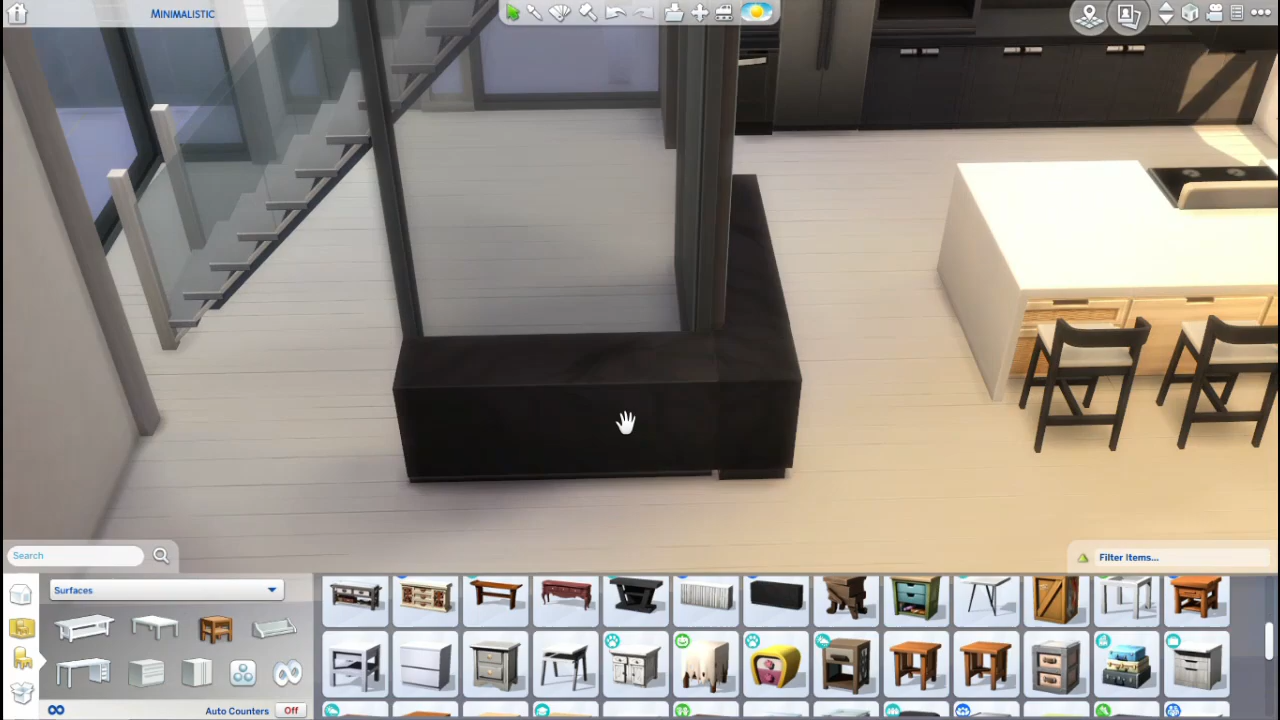 MINIMALISTIC
Search
Filter Items...
Surfaces
Auto Counters
Off